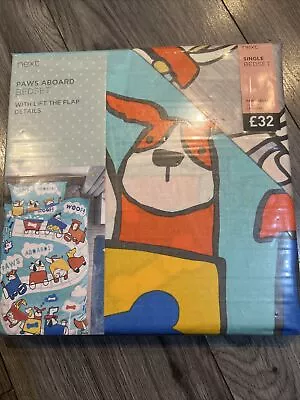 next
PAWS ABOARD
BEDSET
WITH LIFT THE FLAP
DETAILS
next
SINGLE
BEDSET
£32
WOOF!
PAWS
ABOARD!